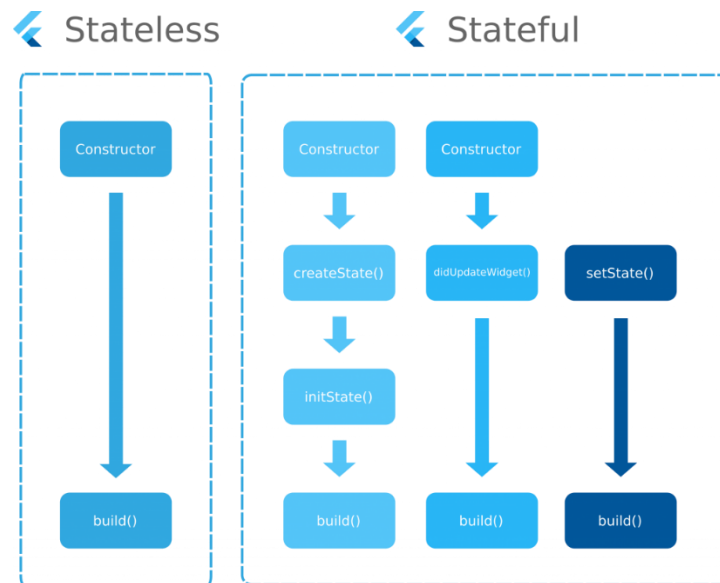 Stateless
Stateful
Constructor
build()
Constructor
createState()
initState()
build()
Constructor
didUpdateWidget()
build()
setState()
build()